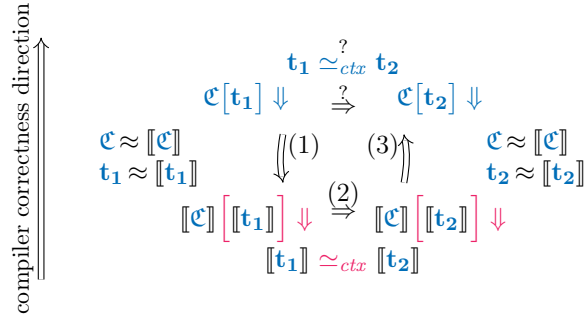 compiler correctness direction
t₁ ≃ctx? t₂
ℭ[t₁] ⇓ ⇒? ℭ[t₂] ⇓
ℭ ≈ ⟦ℭ⟧ (1) (3) ℭ ≈ ⟦ℭ⟧
t₁ ≈ ⟦t₁⟧ t₂ ≈ ⟦t₂⟧
⟦ℭ⟧[⟦t₁⟧] ⇓ (2) ⇒ ⟦ℭ⟧[⟦t₂⟧] ⇓
⟦t₁⟧ ≃ctx ⟦t₂⟧